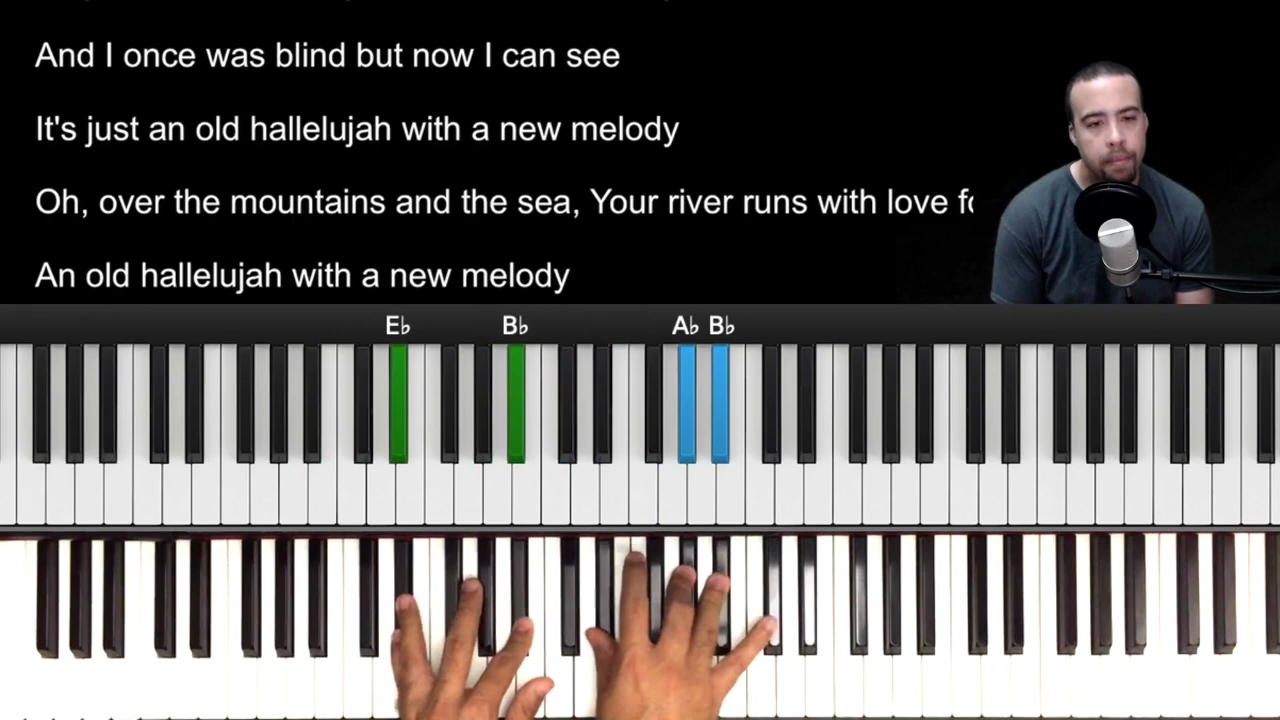 And I once was blind but now I can see
It's just an old hallelujah with a new melody
Oh, over the mountains and the sea, Your river runs with love
An old hallelujah with a new melody
E♭ B♭ A♭ B♭